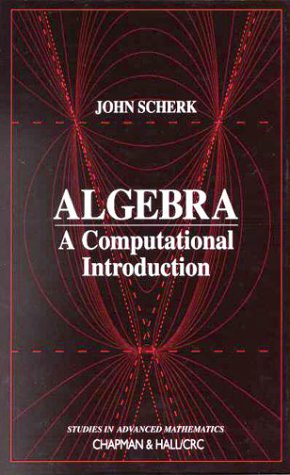 JOHN SCHERK
ALGEBRA
A Computational
Introduction
STUDIES IN ADVANCED MATHEMATICS
CHAPMAN & HALL/CRC